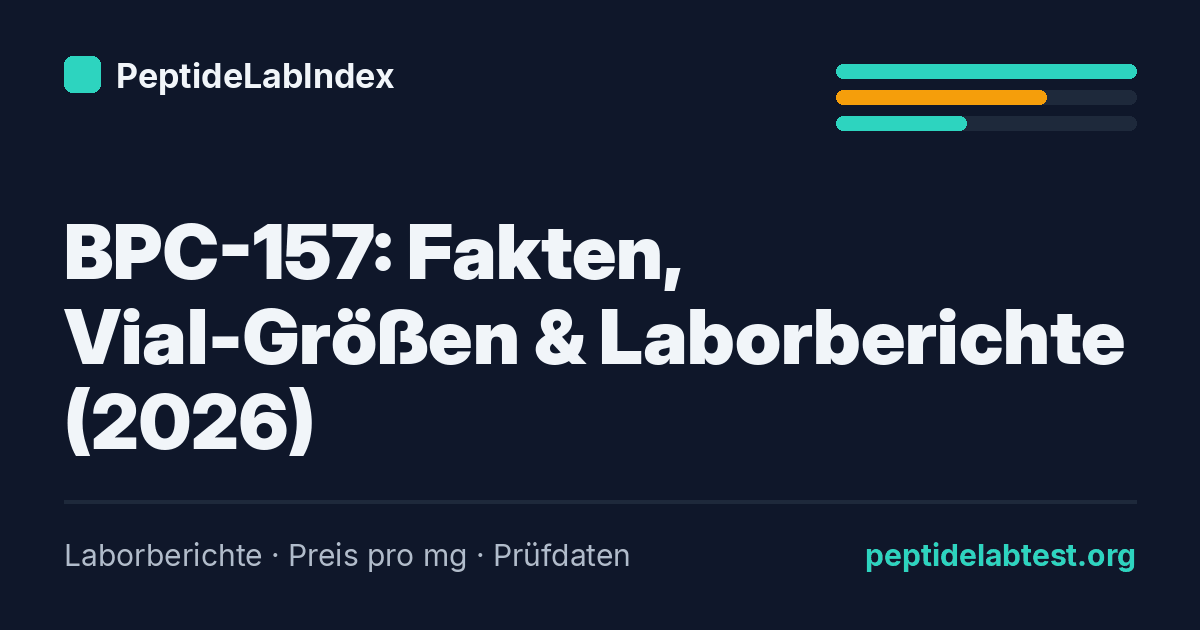 PeptideLabIndex
BPC-157: Fakten,
Vial-Größen & Laborberichte
(2026)
Laborberichte · Preis pro mg · Prüfdaten
peptidelabtest.org